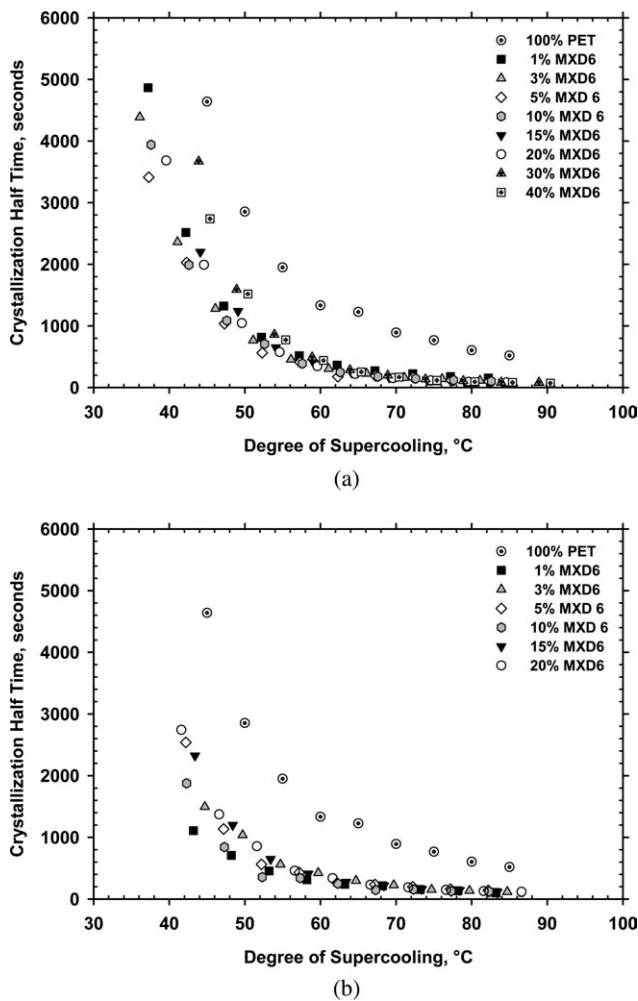 6000
5000
4000
3000
2000
1000
0
Crystallization Half Time, seconds
100% PET
1% MXD6
3% MXD6
5% MXD 6
10% MXD 6
15% MXD6
20% MXD6
30% MXD6
40% MXD6
30 40 50 60 70 80 90 100
Degree of Supercooling, °C
(a)
6000
5000
4000
3000
2000
1000
0
Crystallization Half Time, seconds
100% PET
1% MXD6
3% MXD6
5% MXD 6
10% MXD 6
15% MXD6
20% MXD6
30 40 50 60 70 80 90 100
Degree of Supercooling, °C
(b)